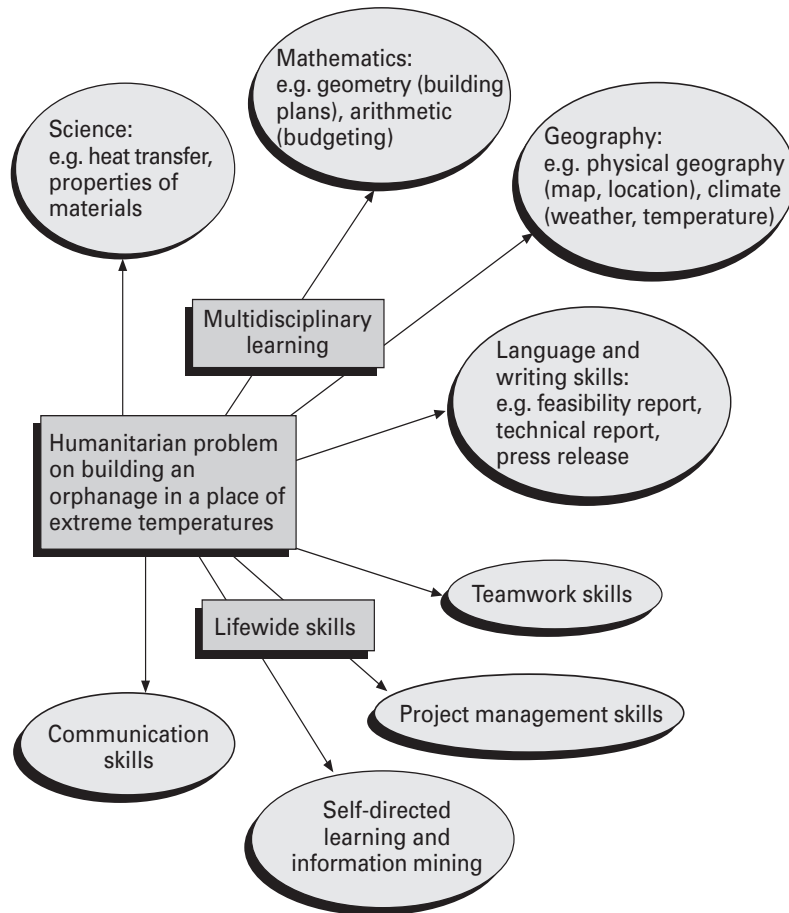 Mathematics:
e.g. geometry (building
plans), arithmetic
(budgeting)
Science:
e.g. heat transfer,
properties of
materials
Geography:
e.g. physical geography
(map, location), climate
(weather, temperature)
Multidisciplinary
learning
Language and
writing skills:
e.g. feasibility report,
technical report,
press release
Humanitarian problem
on building an
orphanage in a place of
extreme temperatures
Teamwork skills
Lifewide skills
Project management skills
Communication
skills
Self-directed
learning and
information mining